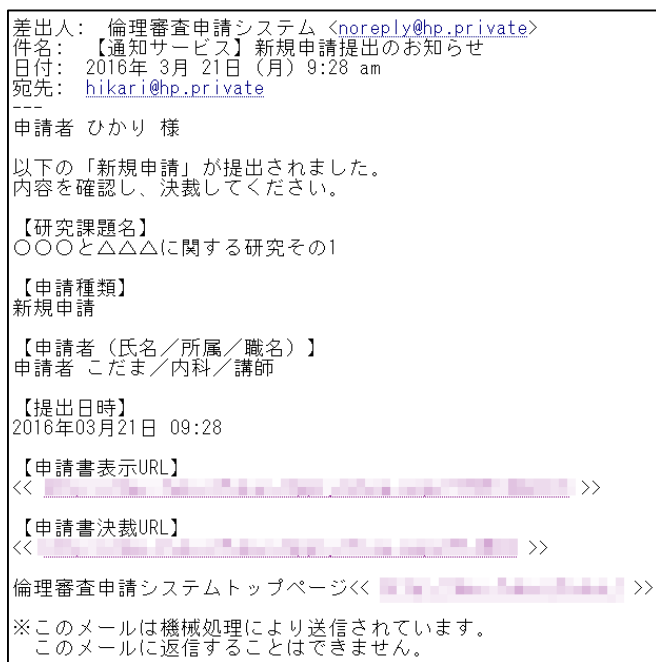 差出人: 倫理審査申請システム <noreply@hp.private>
件名: 【通知サービス】新規申請提出のお知らせ
日付: 2016年 3月 21日 (月) 9:28 am
宛先: hikari@hp.private
---
申請者 ひかり 様
以下の「新規申請」が提出されました。
内容を確認し、決裁してください。
【研究課題名】
○○○と△△△に関する研究その1
【申請種類】
新規申請
【申請者（氏名／所属／職名）】
申請者 こだま／内科／講師
【提出日時】
2016年03月21日 09:28
【申請書表示URL】
<< >>
【申請書決裁URL】
<< >>
倫理審査申請システムトップページ<< >>
※このメールは機械処理により送信されています。
このメールに返信することはできません。